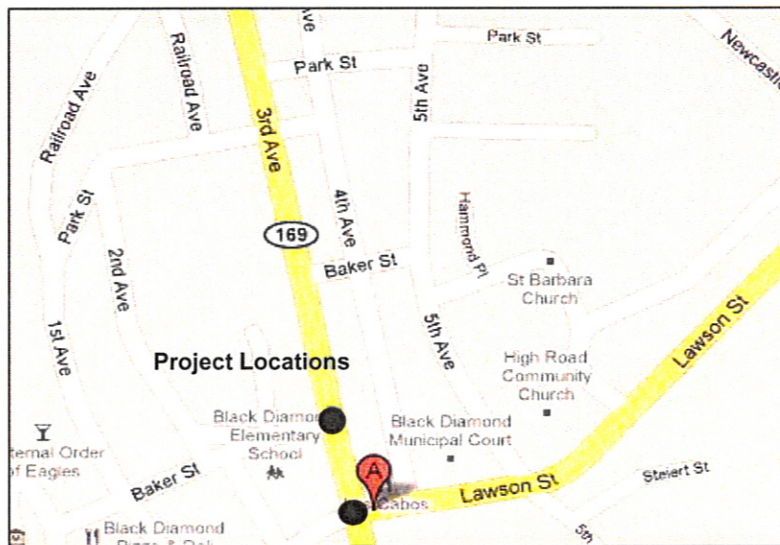 Ave
Railroad Ave
Park St
Park St
5th Ave
Newcastle
Railroad Ave
3rd Ave
4th Ave
Hammond Pl
Park St
2nd Ave
169
Baker St
St Barbara
Church
1st Ave
5th Ave
Lawson St
Project Locations
High Road
Community
Church
Black Diamond
Elementary
School
Black Diamond
Municipal Court
ternal Order
of Eagles
Baker St
A
Cabos
Lawson St
Steiert St
Black Diamond
5th